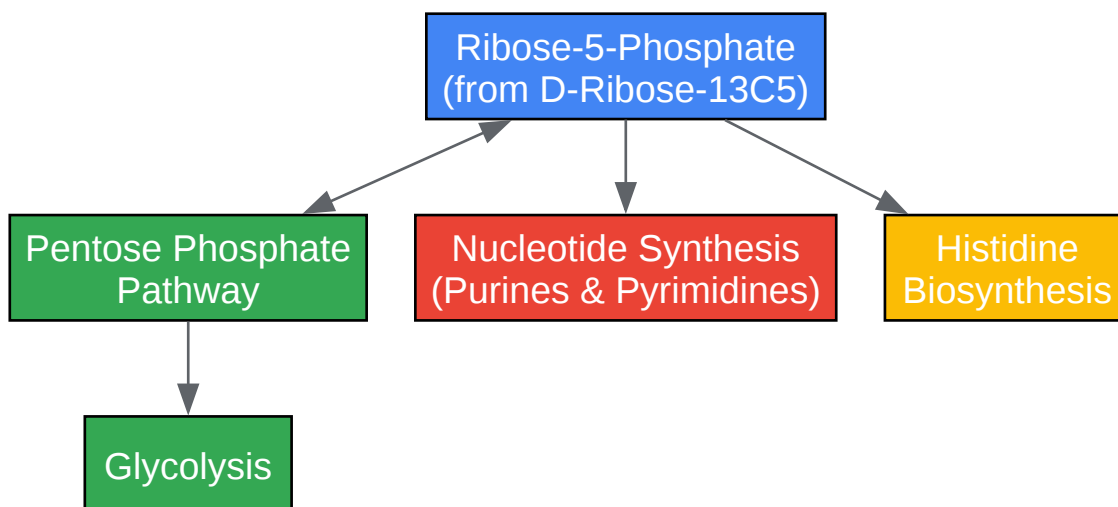 Ribose-5-Phosphate
(from D-Ribose-13C5)
Pentose Phosphate
Pathway
Nucleotide Synthesis
(Purines & Pyrimidines)
Histidine
Biosynthesis
Glycolysis